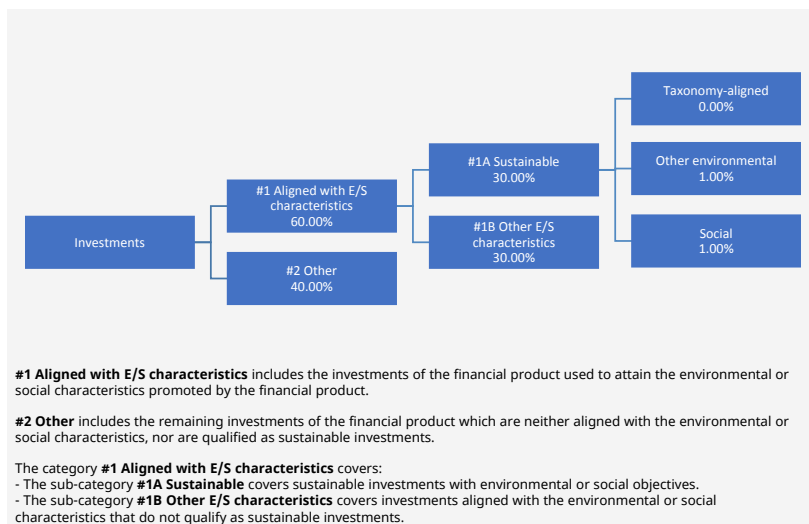 Taxonomy-aligned
0.00%
#1A Sustainable
30.00%
Other environmental
1.00%
#1 Aligned with E/S
characteristics
60.00%
#1B Other E/S
characteristics
30.00%
Social
1.00%
Investments
#2 Other
40.00%
#1 Aligned with E/S characteristics includes the investments of the financial product used to attain the environmental or
social characteristics promoted by the financial product.
#2 Other includes the remaining investments of the financial product which are neither aligned with the environmental or
social characteristics, nor are qualified as sustainable investments.
The category #1 Aligned with E/S characteristics covers:
- The sub-category #1A Sustainable covers sustainable investments with environmental or social objectives.
- The sub-category #1B Other E/S characteristics covers investments aligned with the environmental or social
characteristics that do not qualify as sustainable investments.